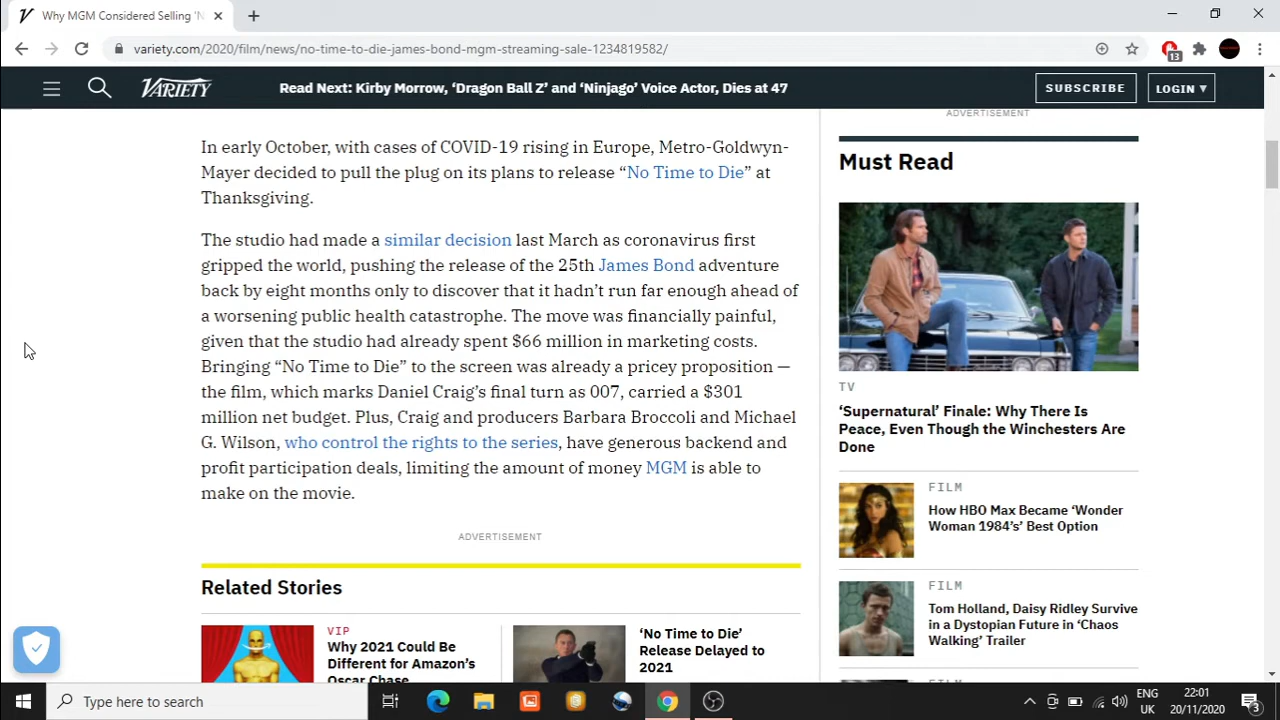 Why MGM Considered Selling 'N
variety.com/2020/film/news/no-time-to-die-james-bond-mgm-streaming-sale-1234819582/
13
VARIETY
Read Next: Kirby Morrow, ‘Dragon Ball Z’ and ‘Ninjago’ Voice Actor, Dies at 47
SUBSCRIBE
LOGIN ▾
In early October, with cases of COVID-19 rising in Europe, Metro-Goldwyn-
Mayer decided to pull the plug on its plans to release “No Time to Die” at
Thanksgiving.
The studio had made a similar decision last March as coronavirus first
gripped the world, pushing the release of the 25th James Bond adventure
back by eight months only to discover that it hadn’t run far enough ahead of
a worsening public health catastrophe. The move was financially painful,
given that the studio had already spent $66 million in marketing costs.
Bringing “No Time to Die” to the screen was already a pricey proposition —
the film, which marks Daniel Craig’s final turn as 007, carried a $301
million net budget. Plus, Craig and producers Barbara Broccoli and Michael
G. Wilson, who control the rights to the series, have generous backend and
profit participation deals, limiting the amount of money MGM is able to
make on the movie.
ADVERTISEMENT
Related Stories
VIP
Why 2021 Could Be
Different for Amazon’s
Oscar Chase
‘No Time to Die’
Release Delayed to
2021
ADVERTISEMENT
Must Read
TV
‘Supernatural’ Finale: Why There Is
Peace, Even Though the Winchesters Are
Done
FILM
How HBO Max Became ‘Wonder
Woman 1984’s’ Best Option
FILM
Tom Holland, Daisy Ridley Survive
in a Dystopian Future in ‘Chaos
Walking’ Trailer
FILM
Type here to search
ENG
UK
22:01
20/11/2020
3